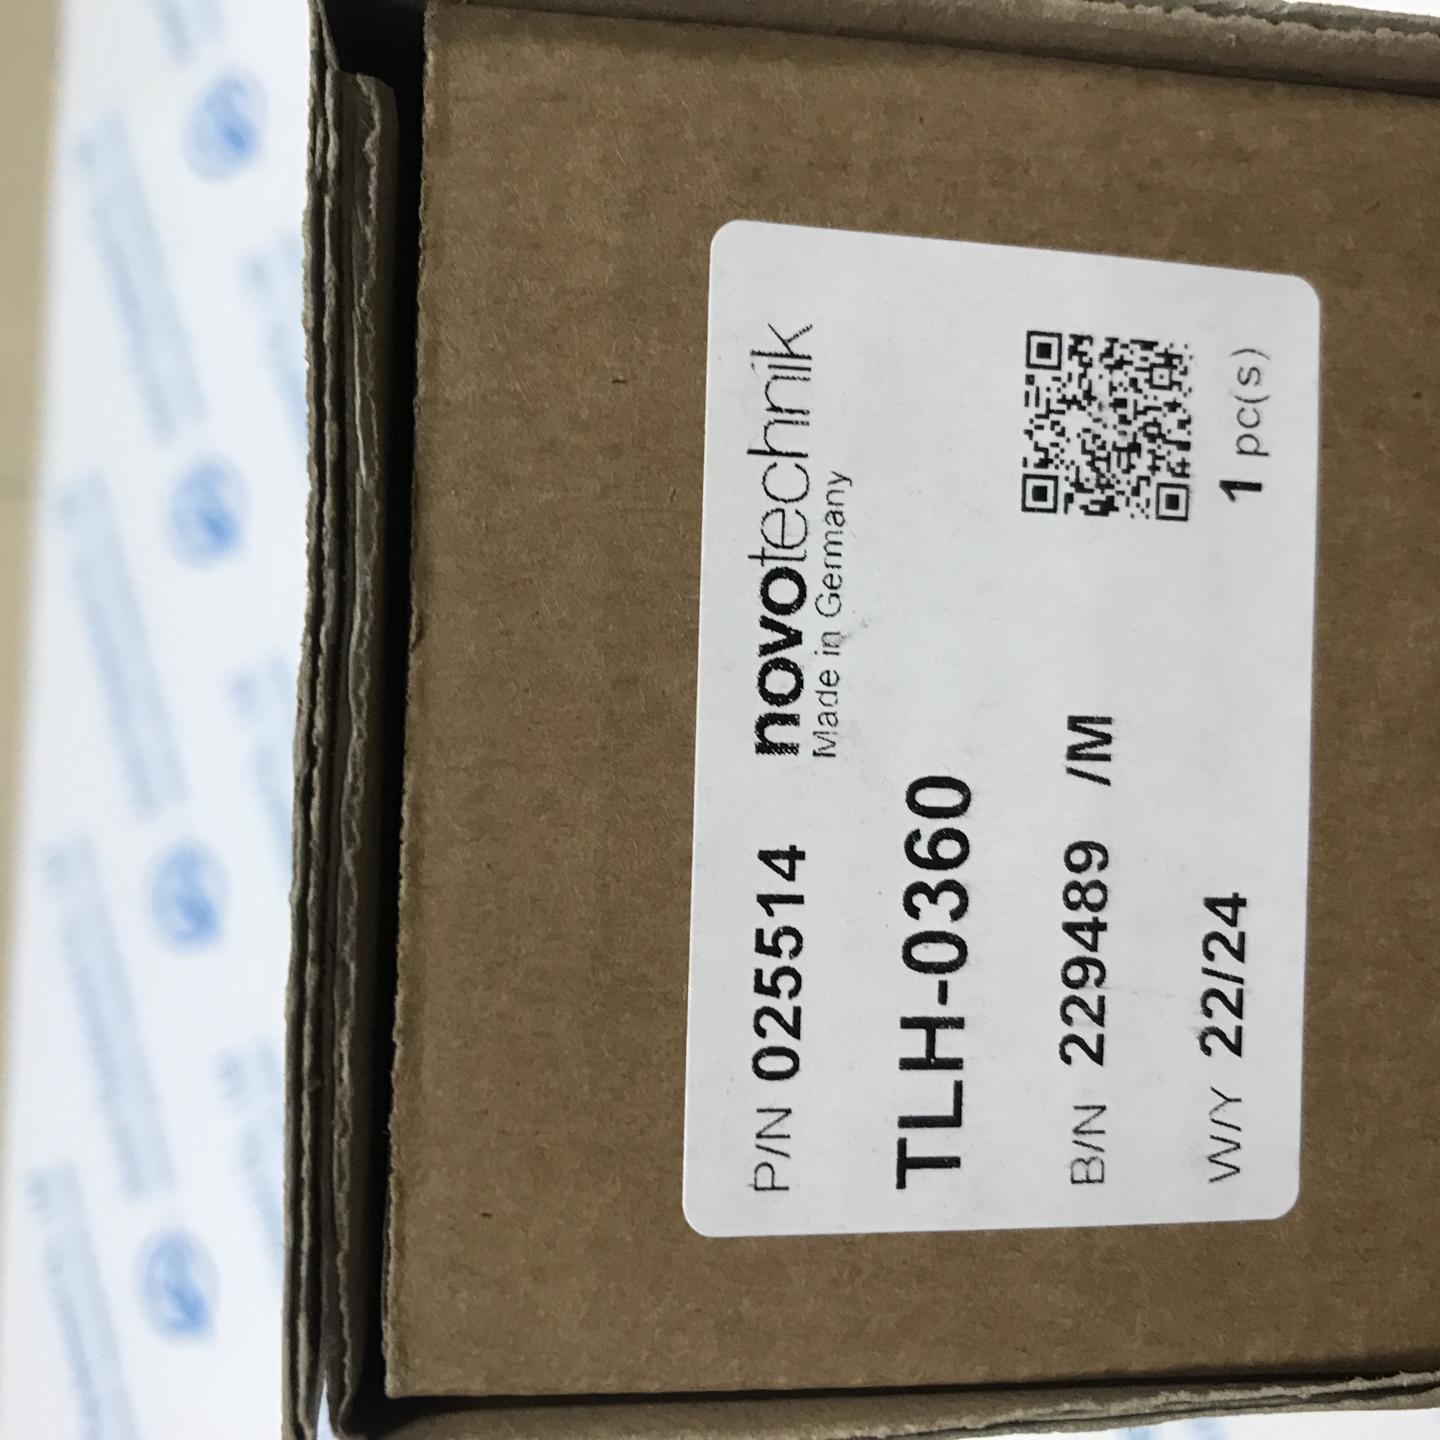 P/N 025514 novotechnik
Made in Germany
TLH-0360
B/N 229489 /M
W/Y 22/24 1 pc(s)